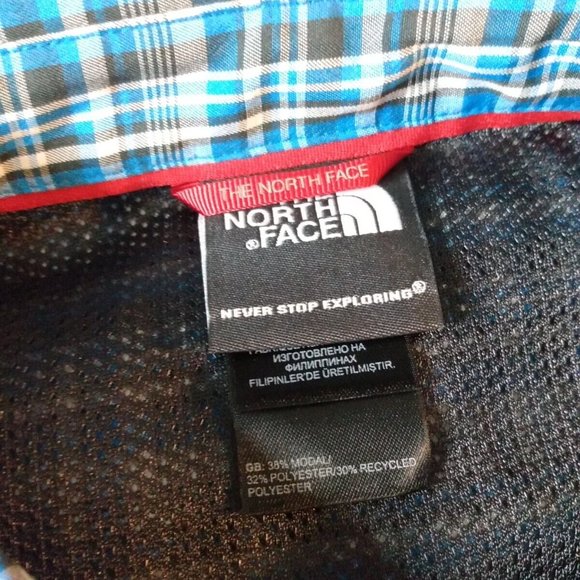 THE NORTH FACE
NORTH
®FACE
NEVER STOP EXPLORING®
ИЗГОТОВЛЕНО НА
ФИЛИППИНАХ
FILIPINLER'DE ÜRETILMIŞTIR.
GB: 38% MODAL/
32% POLYESTER/30% RECYCLED
POLYESTER